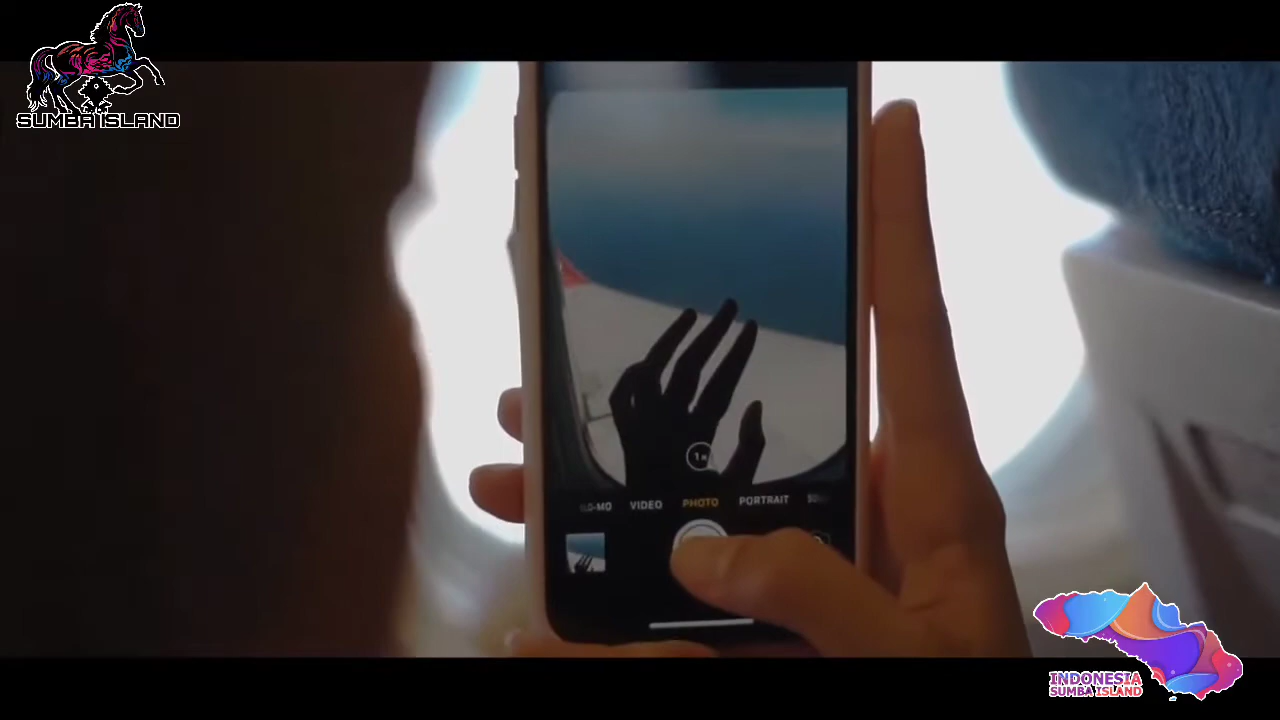 SUMBA ISLAND
1x
VIDEO PHOTO PORTRAIT
INDONESIA
SUMBA ISLAND